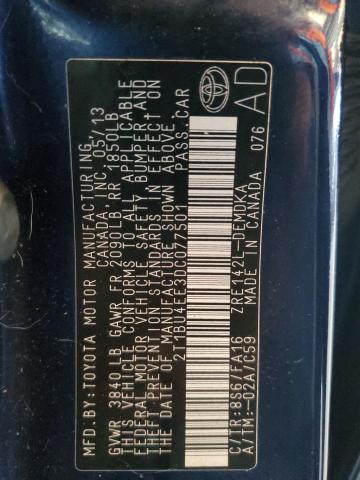 MFD.BY:TOYOTA MOTOR MANUFACTURING
CANADA, INC. 05/13
GVWR 3840LB GAWR FR 2090LB RR 1850LB
THIS VEHICLE CONFORMS TO ALL APPLICABLE
FEDERAL MOTOR VEHICLE SAFETY, BUMPER, AND
THEFT PREVENTION STANDARDS IN EFFECT ON
THE DATE OF MANUFACTURE SHOWN ABOVE.
2T1BU4EE3DC077501 PASS.CAR
C/TR:8S6/FA16 ZRE142L-DEMDKA
A/TM:-02A/C59 MADE IN CANADA 076
AD